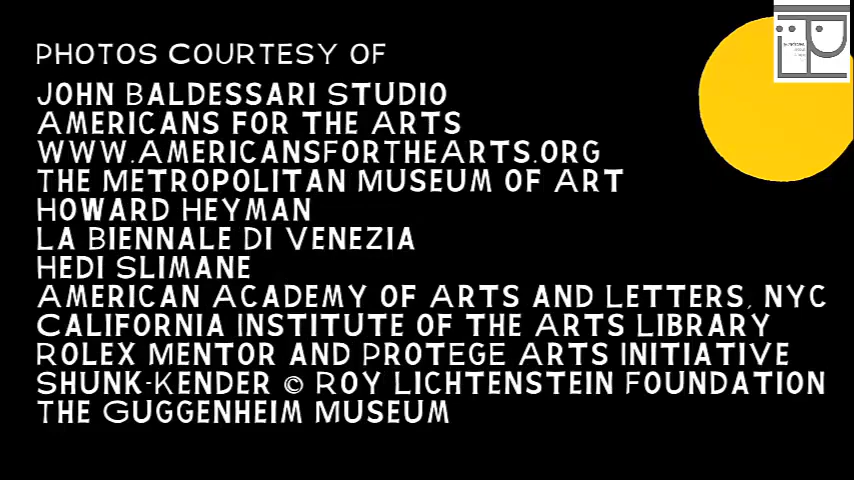 PHOTOS COURTESY OF
JOHN BALDESSARI STUDIO
AMERICANS FOR THE ARTS
WWW.AMERICANSFORTHEARTS.ORG
THE METROPOLITAN MUSEUM OF ART
HOWARD HEYMAN
LA BIENNALE DI VENEZIA
HEDI SLIMANE
AMERICAN ACADEMY OF ARTS AND LETTERS, NYC
CALIFORNIA INSTITUTE OF THE ARTS LIBRARY
ROLEX MENTOR AND PROTEGE ARTS INITIATIVE
SHUNK-KENDER © ROY LICHTENSTEIN FOUNDATION
THE GUGGENHEIM MUSEUM